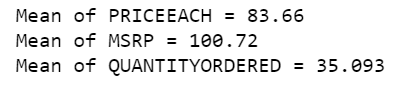 Mean of PRICEEACH = 83.66
Mean of MSRP = 100.72
Mean of QUANTITYORDERED = 35.093